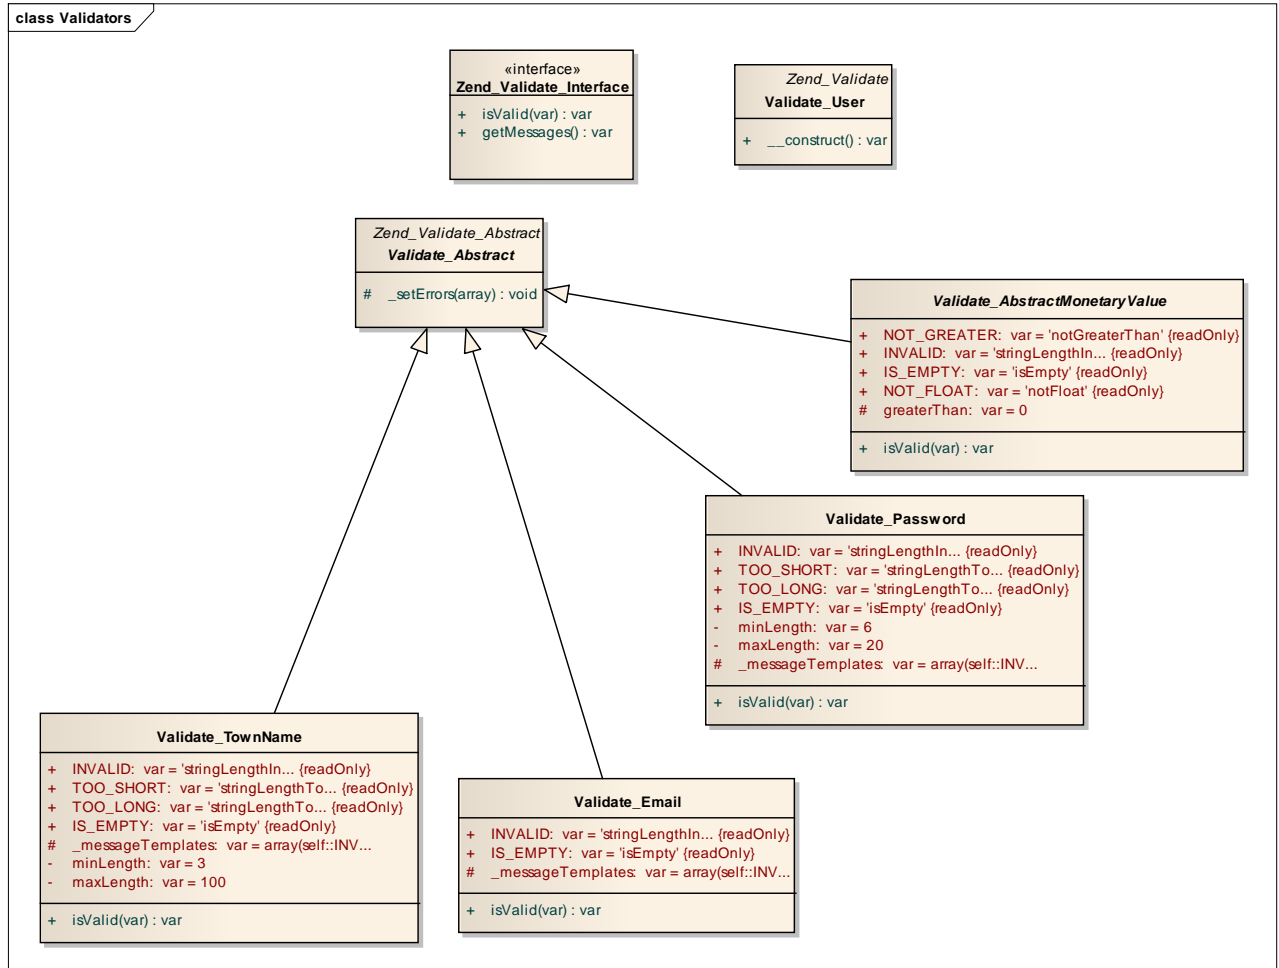 class Validators
«interface»
Zend_Validate_Interface
+ isValid(var) : var
+ getMessages() : var
Zend_Validate
Validate_User
+ __construct() : var
Zend_Validate_Abstract
Validate_Abstract
# _setErrors(array) : void
Validate_AbstractMonetaryValue
+ NOT_GREATER: var = 'notGreaterThan' {readOnly}
+ INVALID: var = 'stringLengthIn... {readOnly}
+ IS_EMPTY: var = 'isEmpty' {readOnly}
+ NOT_FLOAT: var = 'notFloat' {readOnly}
# greaterThan: var = 0
+ isValid(var) : var
Validate_Password
+ INVALID: var = 'stringLengthIn... {readOnly}
+ TOO_SHORT: var = 'stringLengthTo... {readOnly}
+ TOO_LONG: var = 'stringLengthTo... {readOnly}
+ IS_EMPTY: var = 'isEmpty' {readOnly}
- minLength: var = 6
- maxLength: var = 20
# _messageTemplates: var = array(self::INV...
+ isValid(var) : var
Validate_TownName
+ INVALID: var = 'stringLengthIn... {readOnly}
+ TOO_SHORT: var = 'stringLengthTo... {readOnly}
+ TOO_LONG: var = 'stringLengthTo... {readOnly}
+ IS_EMPTY: var = 'isEmpty' {readOnly}
# _messageTemplates: var = array(self::INV...
- minLength: var = 3
- maxLength: var = 100
+ isValid(var) : var
Validate_Email
+ INVALID: var = 'stringLengthIn... {readOnly}
+ IS_EMPTY: var = 'isEmpty' {readOnly}
# _messageTemplates: var = array(self::INV...
+ isValid(var) : var